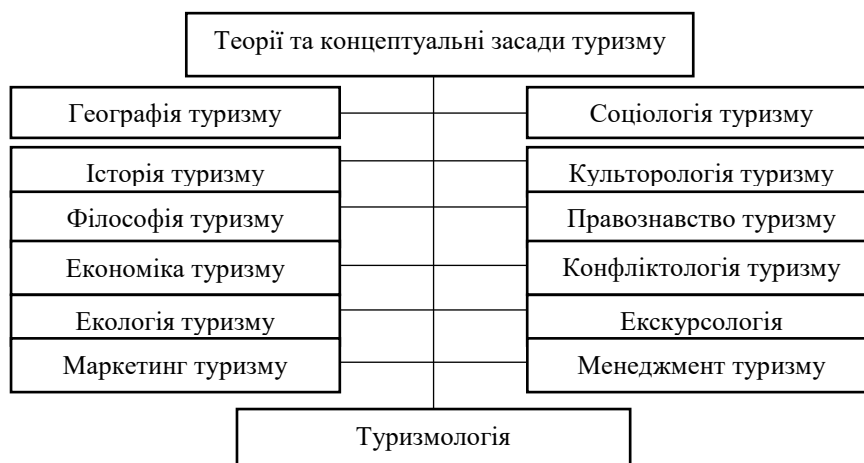 Теорії та концептуальні засади туризму
Географія туризму
Соціологія туризму
Історія туризму
Культорологія туризму
Філософія туризму
Правознавство туризму
Економіка туризму
Конфліктологія туризму
Екологія туризму
Екскурсологія
Маркетинг туризму
Менеджмент туризму
Туризмологія